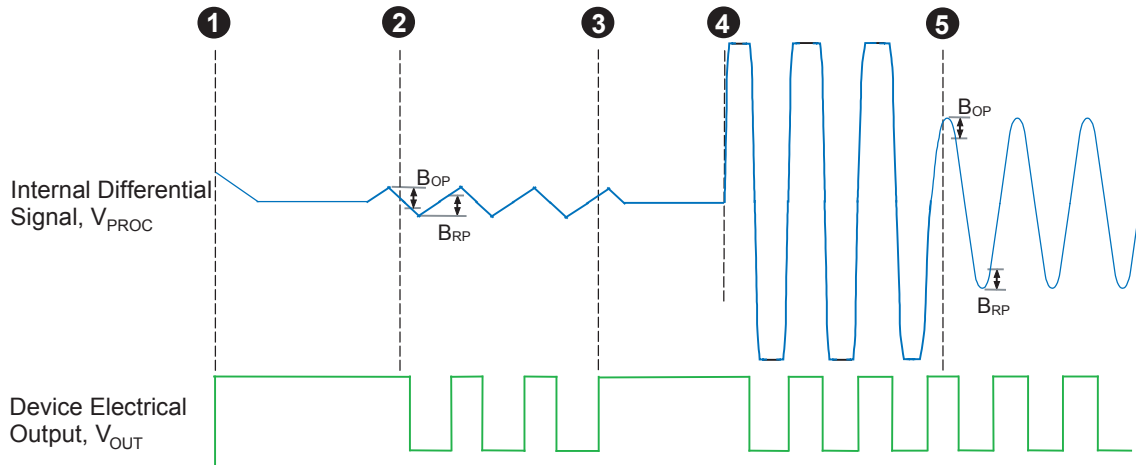 1 2 3 4 5
BOP
BOP
Internal Differential
Signal, VPROC
BRP
BRP
Device Electrical
Output, VOUT